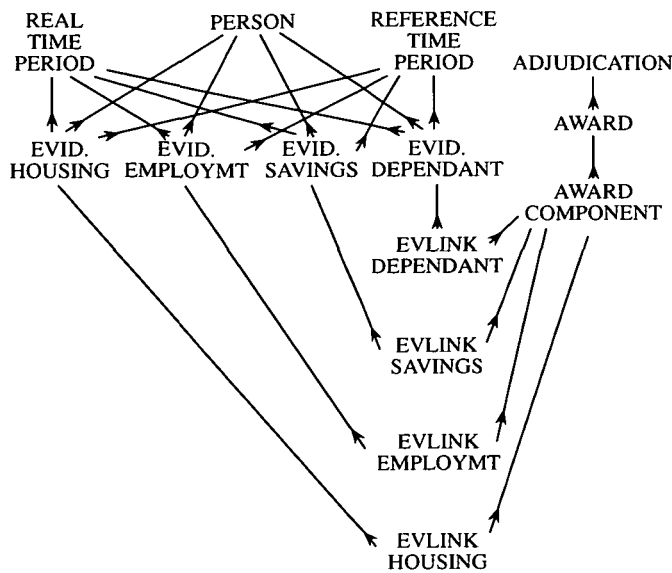 REAL
TIME
PERIOD
PERSON
REFERENCE
TIME
PERIOD
ADJUDICATION
AWARD
EVID.
HOUSING
EVID.
EMPLOYMT
EVID.
SAVINGS
EVID.
DEPENDANT
AWARD
COMPONENT
EVLINK
DEPENDANT
EVLINK
SAVINGS
EVLINK
EMPLOYMT
EVLINK
HOUSING